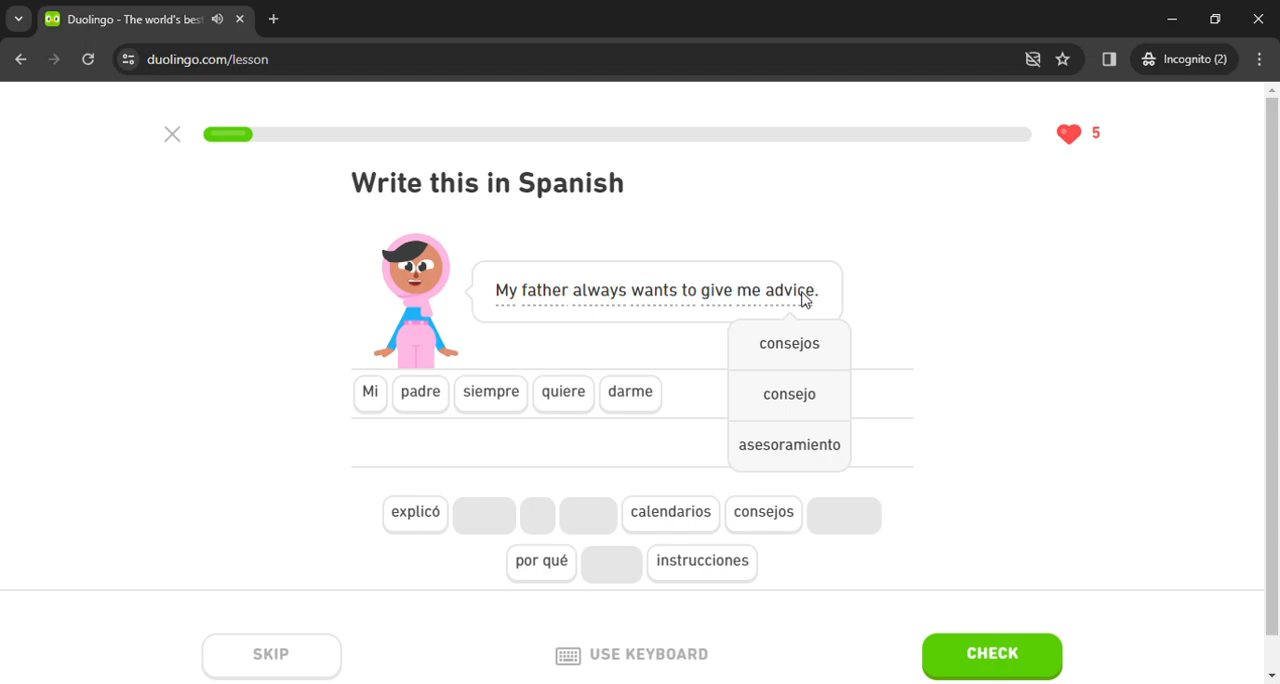 Duolingo - The world's bes
duolingo.com/lesson
Incognito (2)
5
Write this in Spanish
My father always wants to give me advice.
consejos
consejo
asesoramiento
Mi padre siempre quiere darme
explicó calendarios consejos
por qué instrucciones
SKIP
USE KEYBOARD
CHECK